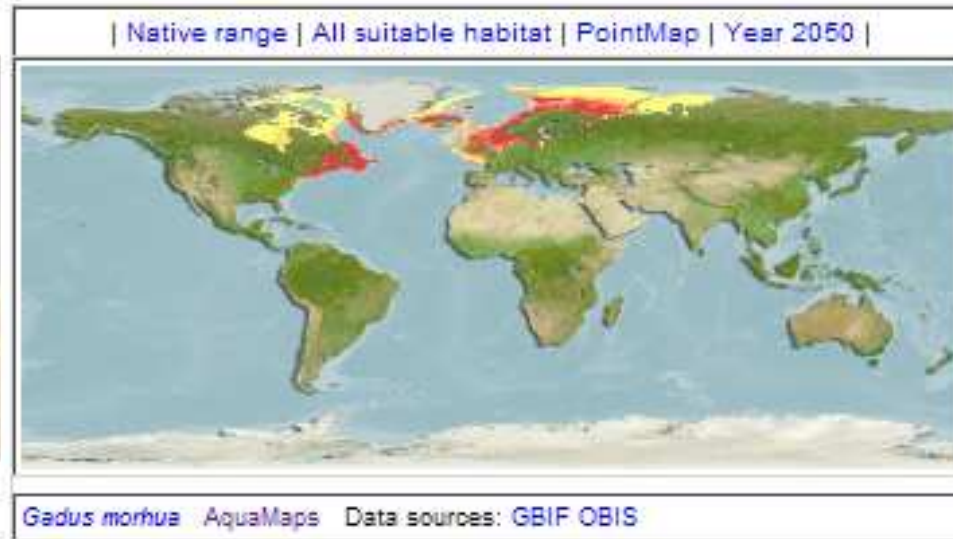 | Native range | All suitable habitat | PointMap | Year 2050 |
Gadus morhua AquaMaps Data sources: GBIF OBIS